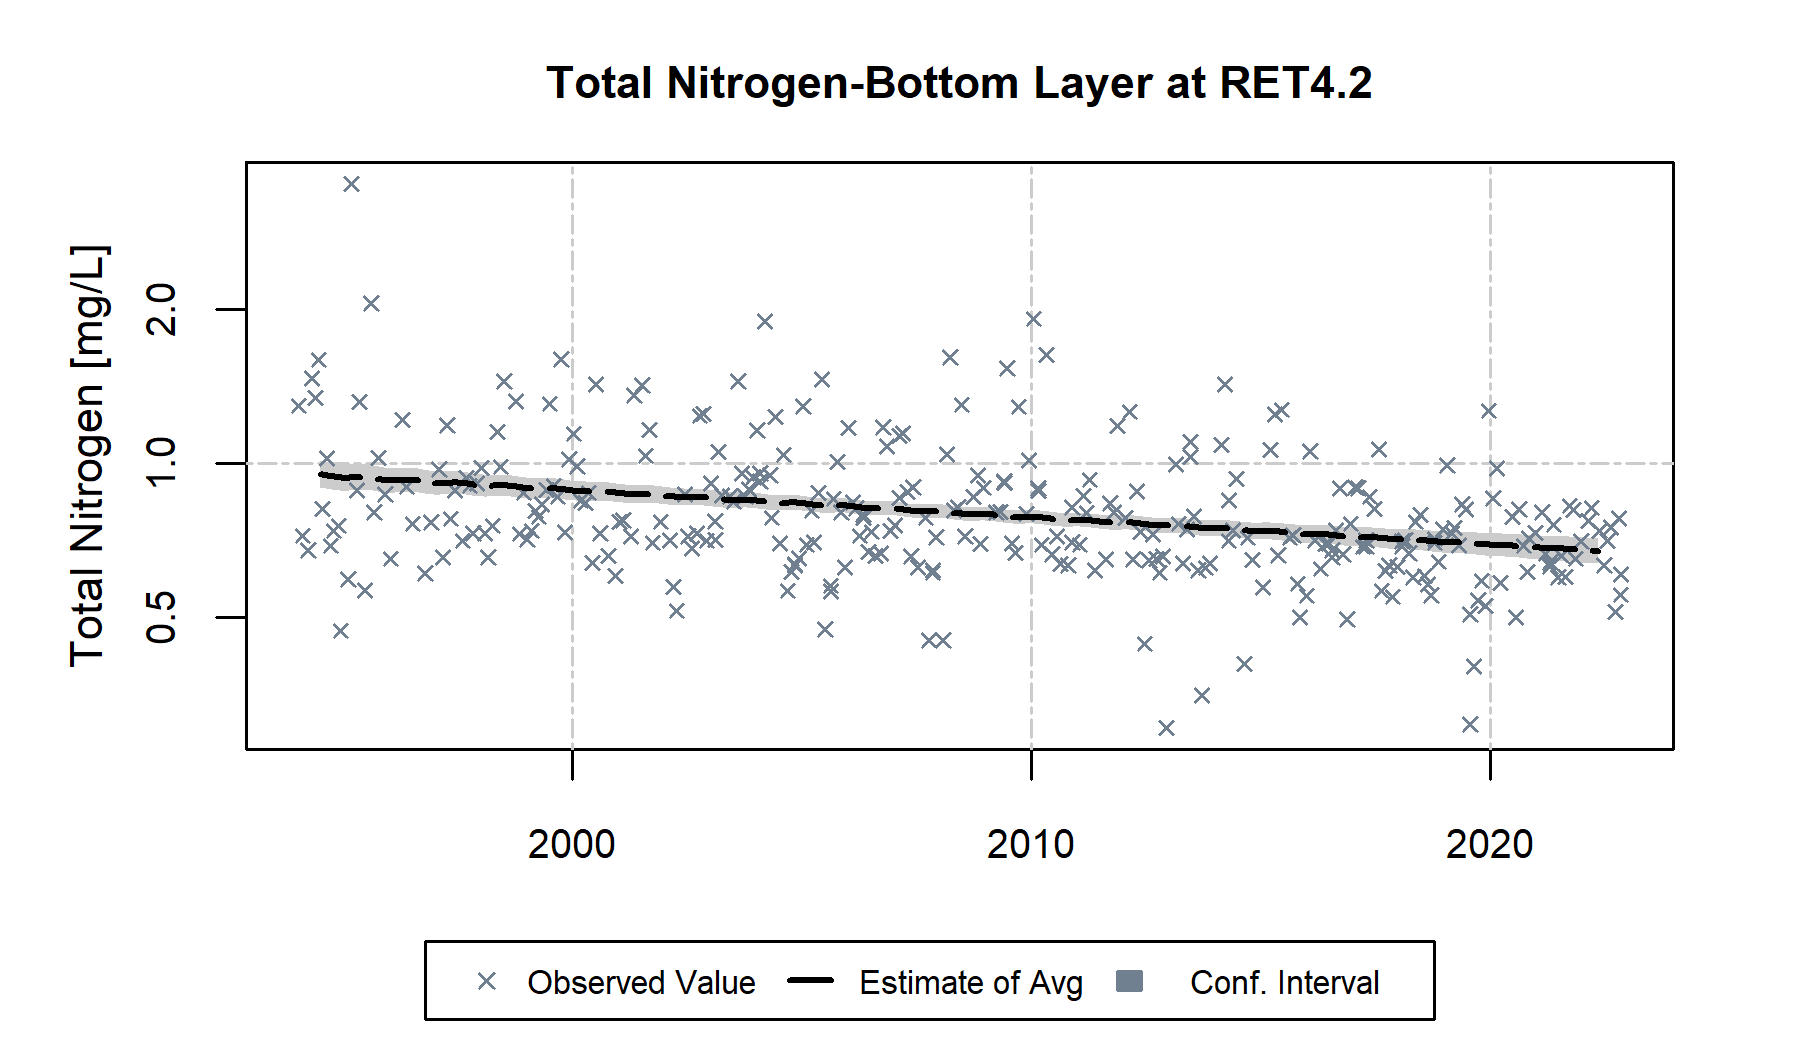 Total Nitrogen-Bottom Layer at RET4.2
Total Nitrogen [mg/L]
2.0
1.0
0.5
2000 2010 2020
Observed Value Estimate of Avg Conf. Interval